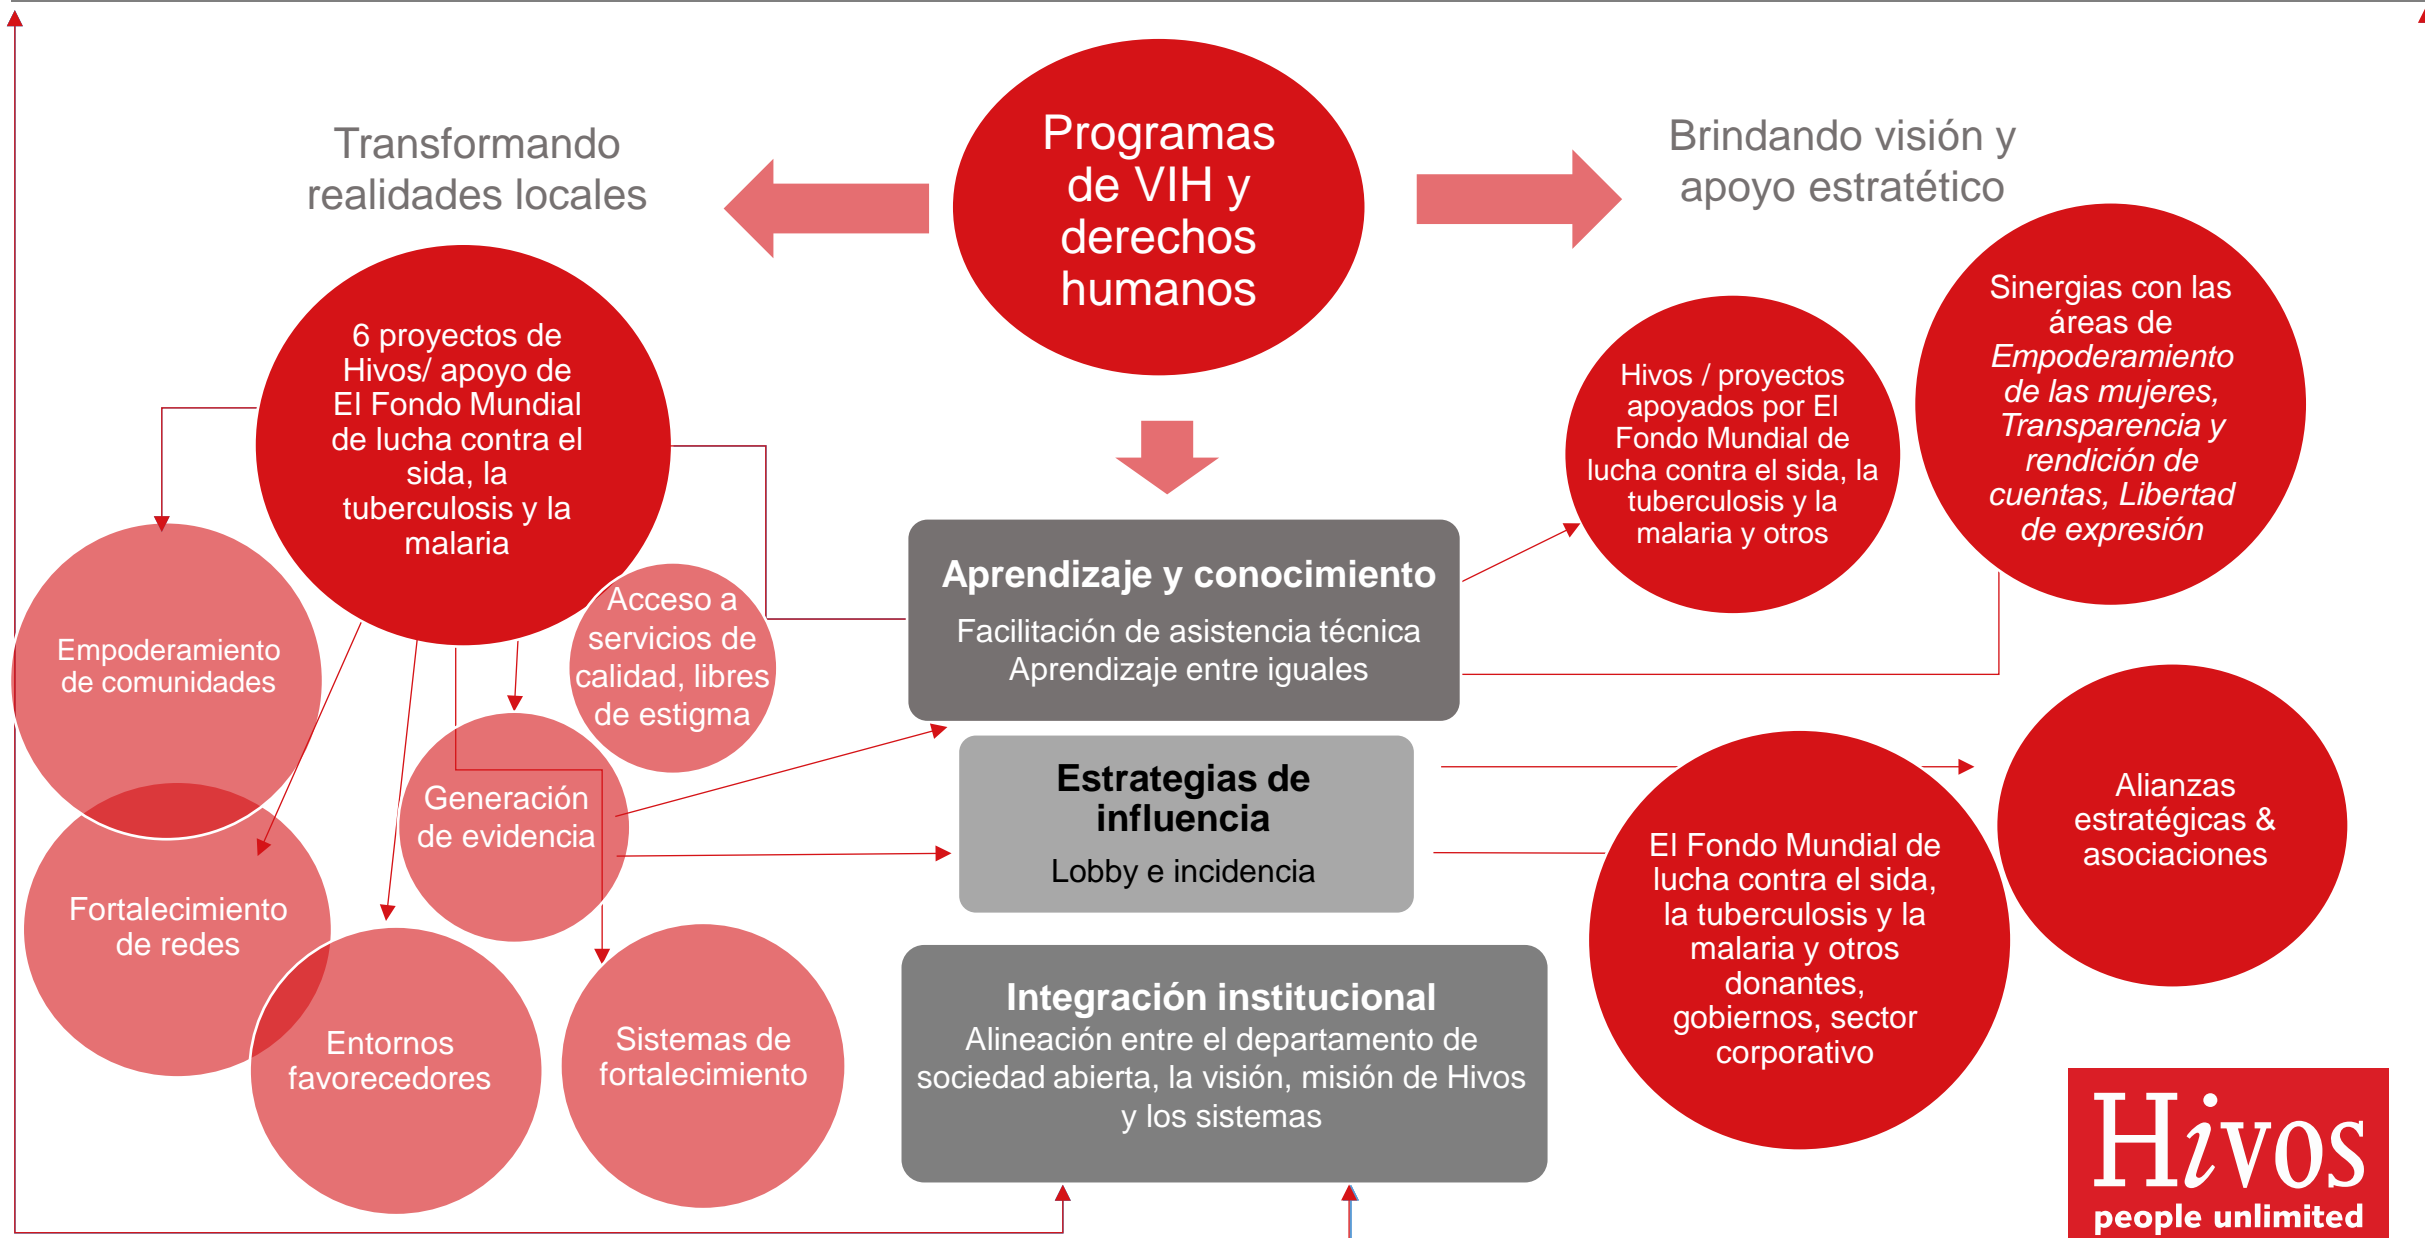 Transformando
realidades locales
Programas
de VIH y
derechos
humanos
Brindando visión y
apoyo estratético
6 proyectos de
Hivos/ apoyo de
El Fondo Mundial
de lucha contra el
sida, la
tuberculosis y la
malaria
Hivos / proyectos
apoyados por El
Fondo Mundial de
lucha contra el sida, la
tuberculosis y la
malaria y otros
Sinergias con las
áreas de
Empoderamiento
de las mujeres,
Transparencia y
rendición de
cuentas, Libertad
de expresión
Empoderamiento
de comunidades
Acceso a
servicios de
calidad, libres
de estigma
Generación
de evidencia
Fortalecimiento
de redes
Entornos
favorecedores
Sistemas de
fortalecimiento
Aprendizaje y conocimiento
Facilitación de asistencia técnica
Aprendizaje entre iguales
Estrategias de
influencia
Lobby e incidencia
Integración institucional
Alineación entre el departamento de
sociedad abierta, la visión, misión de Hivos
y los sistemas
El Fondo Mundial de
lucha contra el sida,
la tuberculosis y la
malaria y otros
donantes,
gobiernos, sector
corporativo
Alianzas
estratégicas &
asociaciones
Hivos
people unlimited